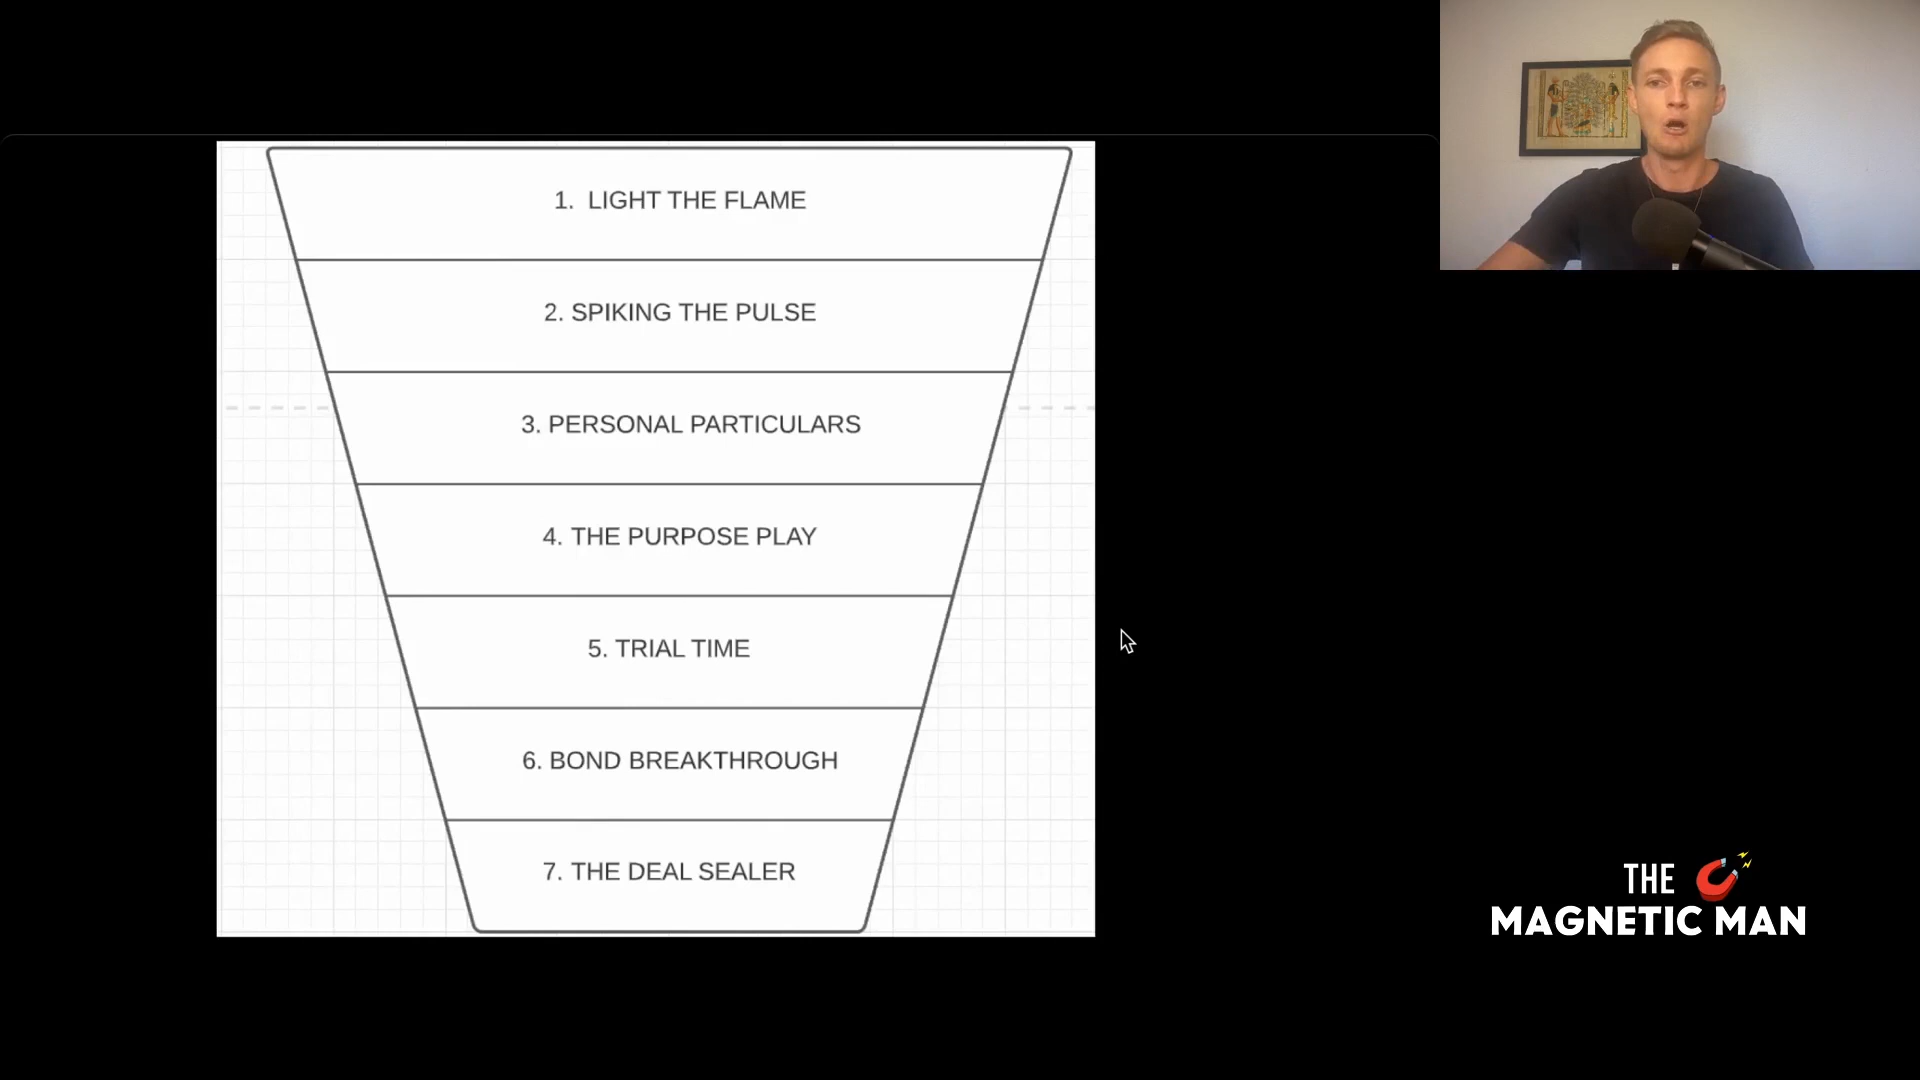 1. LIGHT THE FLAME
2. SPIKING THE PULSE
3. PERSONAL PARTICULARS
4. THE PURPOSE PLAY
5. TRIAL TIME
6. BOND BREAKTHROUGH
7. THE DEAL SEALER
THE
MAGNETIC MAN